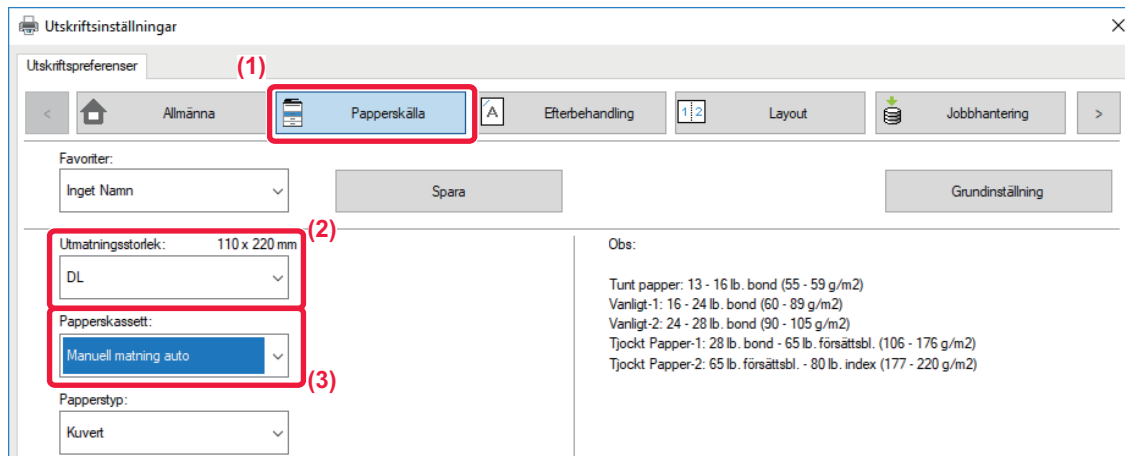 Utskriftsinställningar
Utskriftspreferenser
(1)
< Allmänna Papperskälla A Efterbehandling 1 2 Layout Jobbhantering >
Favoriter:
Inget Namn Spara Grundinställning
(2)
Utmatningsstorlek: 110 x 220 mm
DL
Papperskassett:
Manuell matning auto
(3)
Papperstyp:
Kuvert
Obs:
Tunt papper: 13 - 16 lb. bond (55 - 59 g/m2)
Vanligt-1: 16 - 24 lb. bond (60 - 89 g/m2)
Vanligt-2: 24 - 28 lb. bond (90 - 105 g/m2)
Tjockt Papper-1: 28 lb. bond - 65 lb. försättsbl. (106 - 176 g/m2)
Tjockt Papper-2: 65 lb. försättsbl. - 80 lb. index (177 - 220 g/m2)